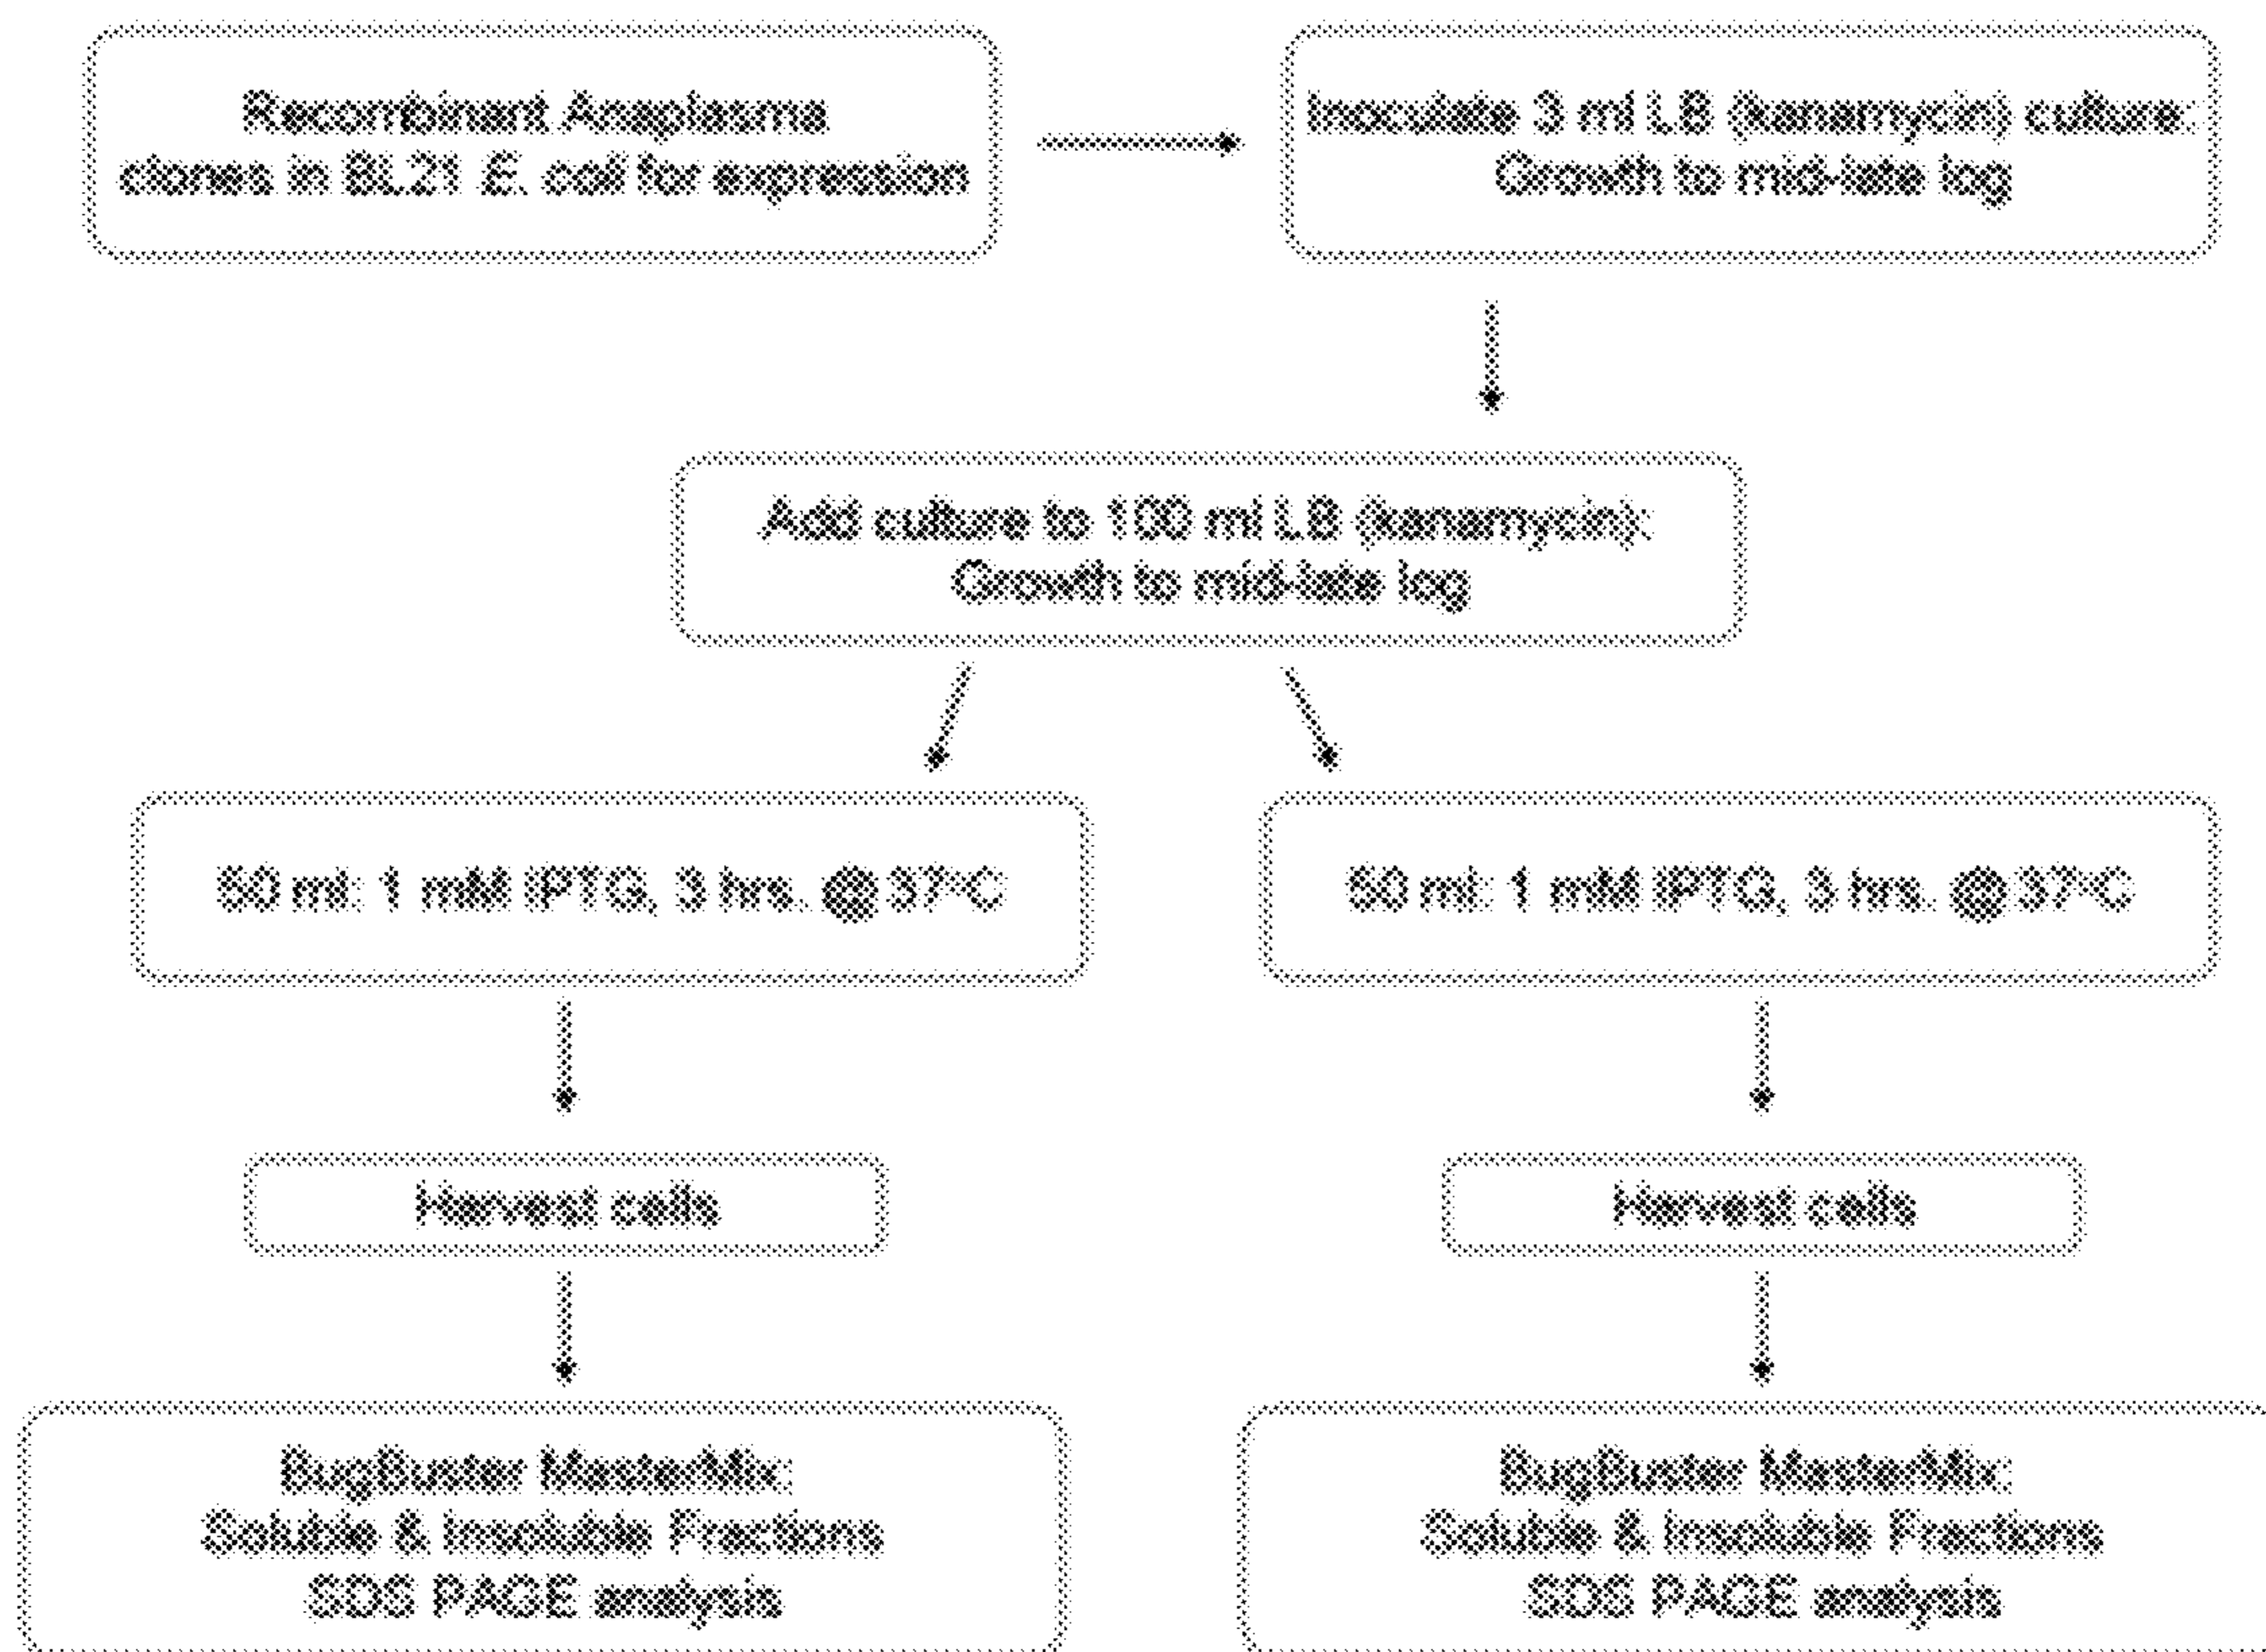 Recombinant Anaplasma
clones in BL21 E. coli for expression
Inoculate 3 ml LB (kanamycin) culture:
Growth to mid-late log
Add culture to 100 ml LB (kanamycin):
Growth to mid-late log
50 ml: 1 mM IPTG, 3 hrs. @ 37°C
50 ml: 1 mM IPTG, 3 hrs. @ 37°C
Harvest cells
Harvest cells
BugBuster MasterMix:
Soluble & Insoluble Fractions
SDS PAGE analysis
BugBuster MasterMix:
Soluble & Insoluble Fractions
SDS PAGE analysis